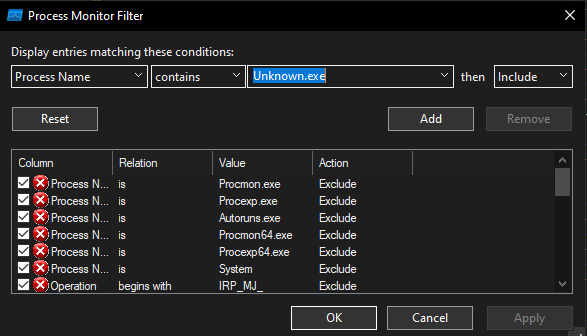 Process Monitor Filter
Display entries matching these conditions:
Process Name contains Unknown.exe then Include
Reset Add Remove
Column Relation Value Action
Process N... is Procmon.exe Exclude
Process N... is Procexp.exe Exclude
Process N... is Autoruns.exe Exclude
Process N... is Procmon64.exe Exclude
Process N... is Procexp64.exe Exclude
Process N... is System Exclude
Operation begins with IRP_MJ_ Exclude
OK Cancel Apply